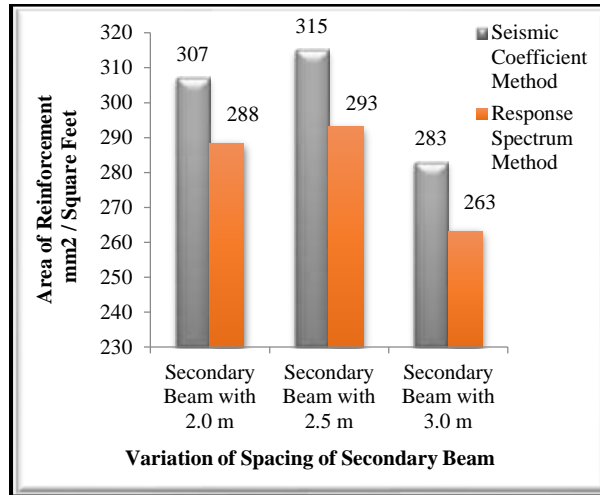 Area of Reinforcement
mm2 / Square Feet
320
310
300
290
280
270
260
250
240
230
307
288
315
293
283
263
Seismic
Coefficient
Method
Response
Spectrum
Method
Secondary
Beam with
2.0 m
Secondary
Beam with
2.5 m
Secondary
Beam with
3.0 m
Variation of Spacing of Secondary Beam